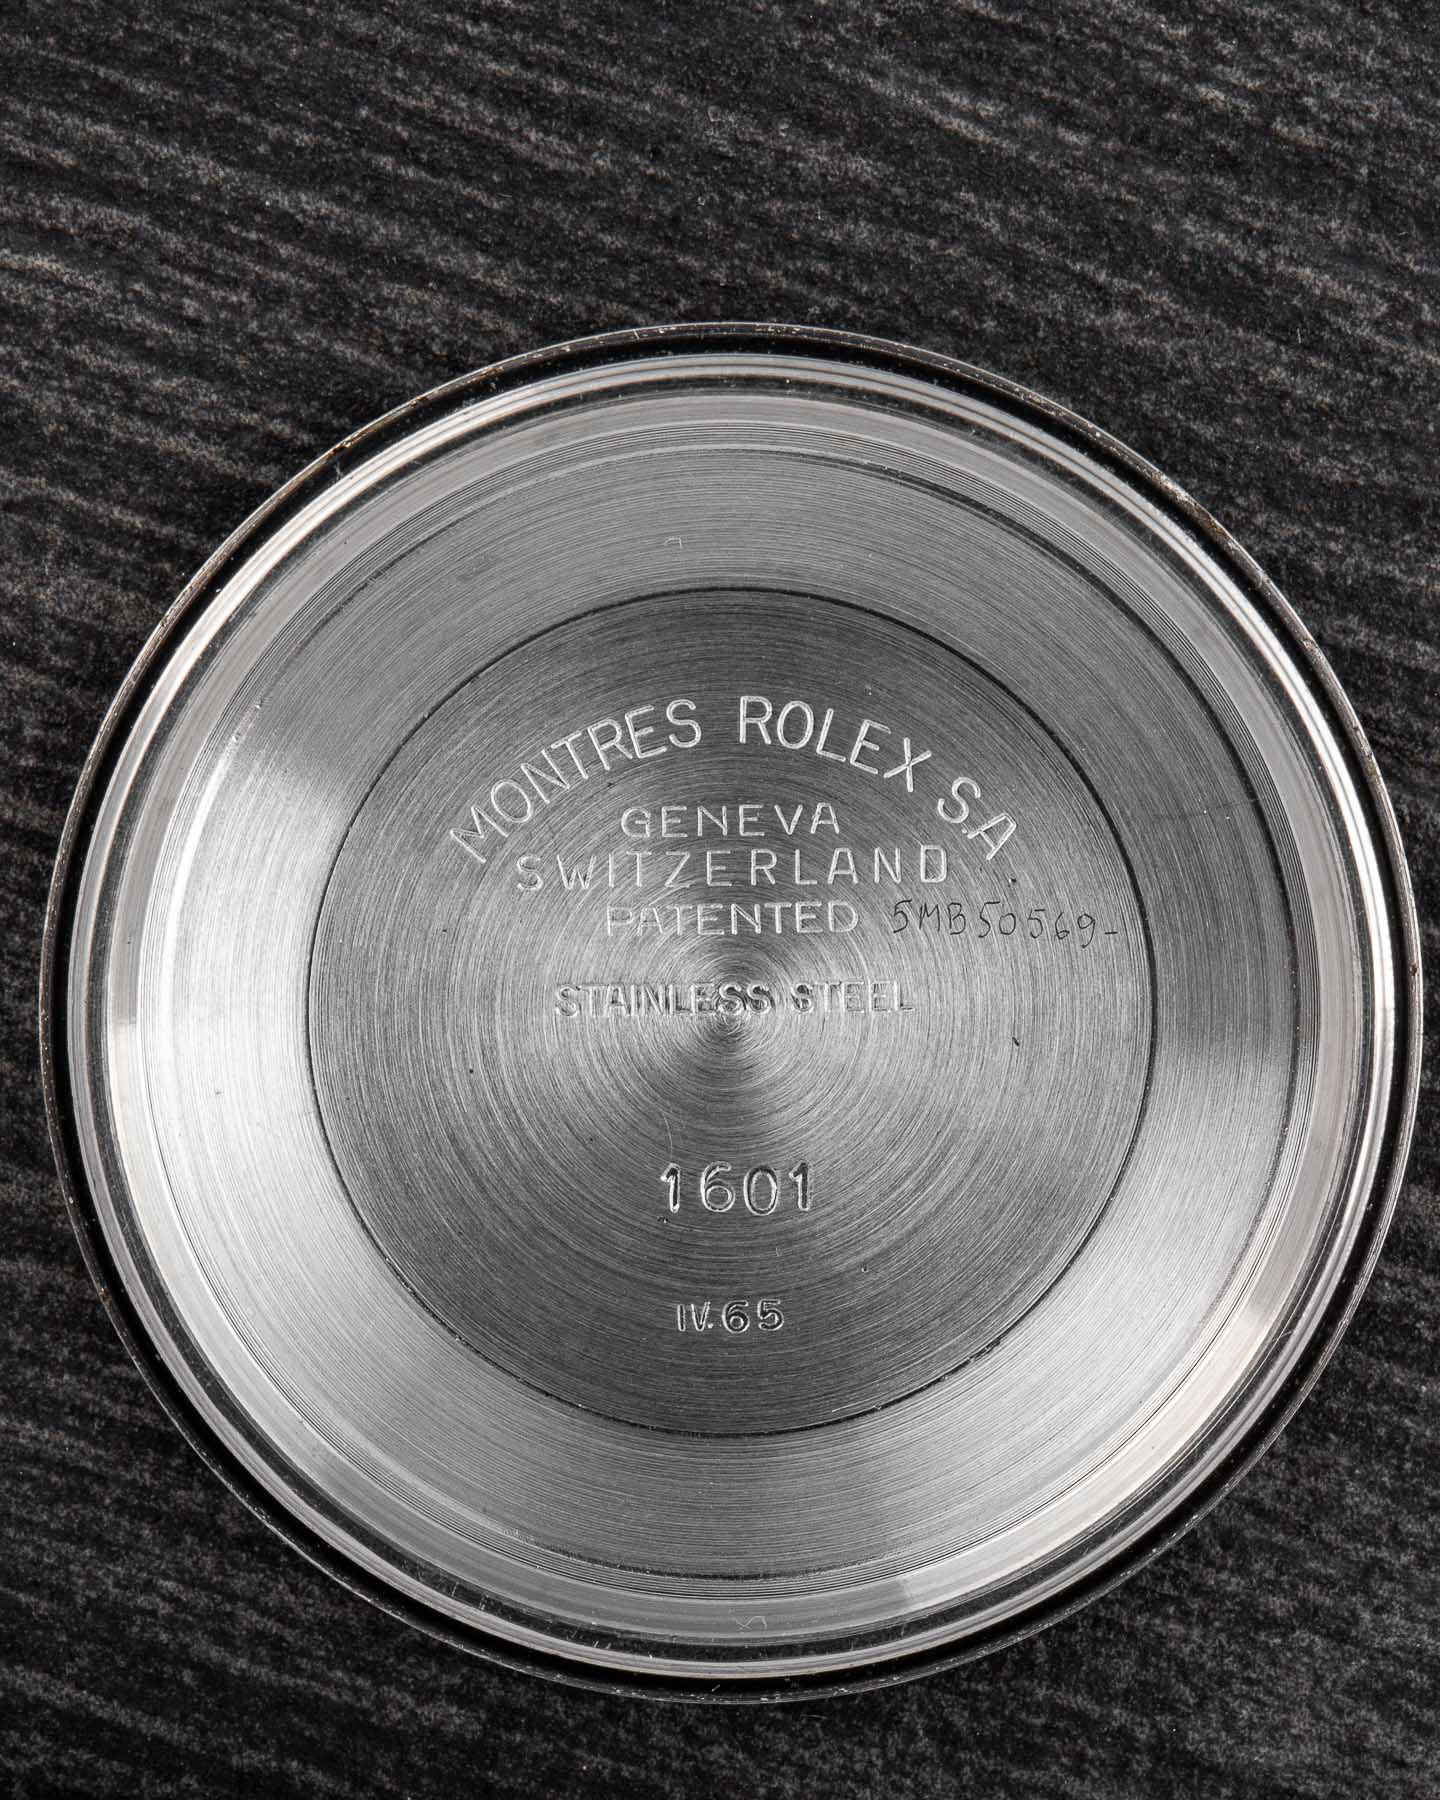 MONTRES ROLEX S.A
GENEVA
SWITZERLAND
PATENTED 5MB50569-
STAINLESS STEEL
1601
IV.65